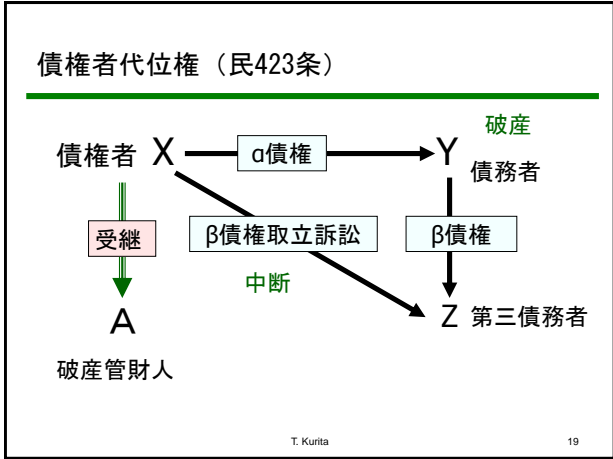 債権者代位権（民423条）
破産
債権者 X
α債権
Y
債務者
受継
β債権取立訴訟
β債権
中断
A
Z 第三債務者
破産管財人
T. Kurita
19